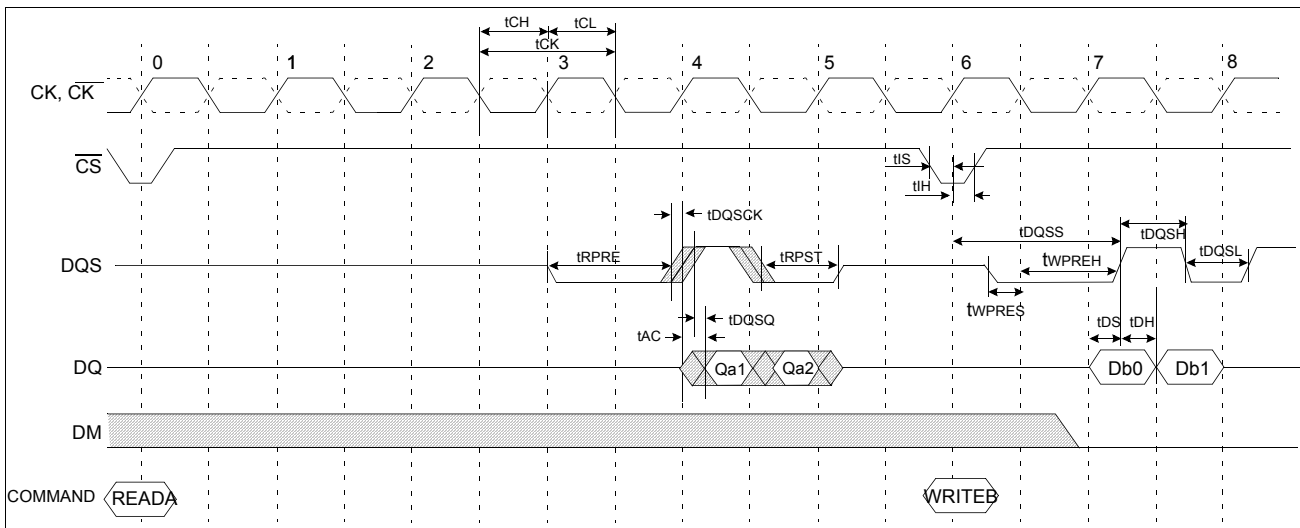 tCH tCL
tCK
0 1 2 3 4 5 6 7 8
CK, CK
CS
tIS
tIH
tDQSCK
tDQSS tDQSH
DQS tRPRE tRPST tWPREH tDQSL
tWPRES
tDQSQ
tAC tDS tDH
DQ Qa1 Qa2 Db0 Db1
DM
COMMAND READA WRITEB